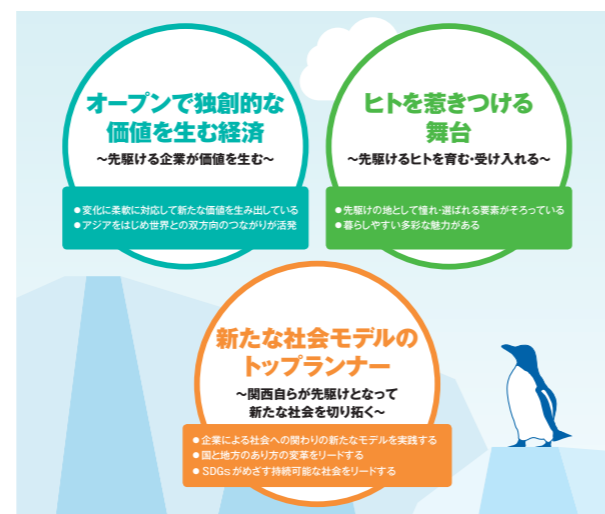 オープンで独創的な
価値を生む経済
～先駆ける企業が価値を生む～
●変化に柔軟に対応して新たな価値を生み出している
●アジアをはじめ世界との双方向のつながりが活発
ヒトを惹きつける
舞台
～先駆けるヒトを育む・受け入れる～
●先駆けの地として憧れ・選ばれる要素がそろっている
●暮らしやすい多彩な魅力がある
新たな社会モデルの
トップランナー
～関西自らが先駆けとなって
新たな社会を切り拓く～
●企業による社会への関わりの新たなモデルを実践する
●国と地方のあり方の変革をリードする
●SDGsがめざす持続可能な社会をリードする